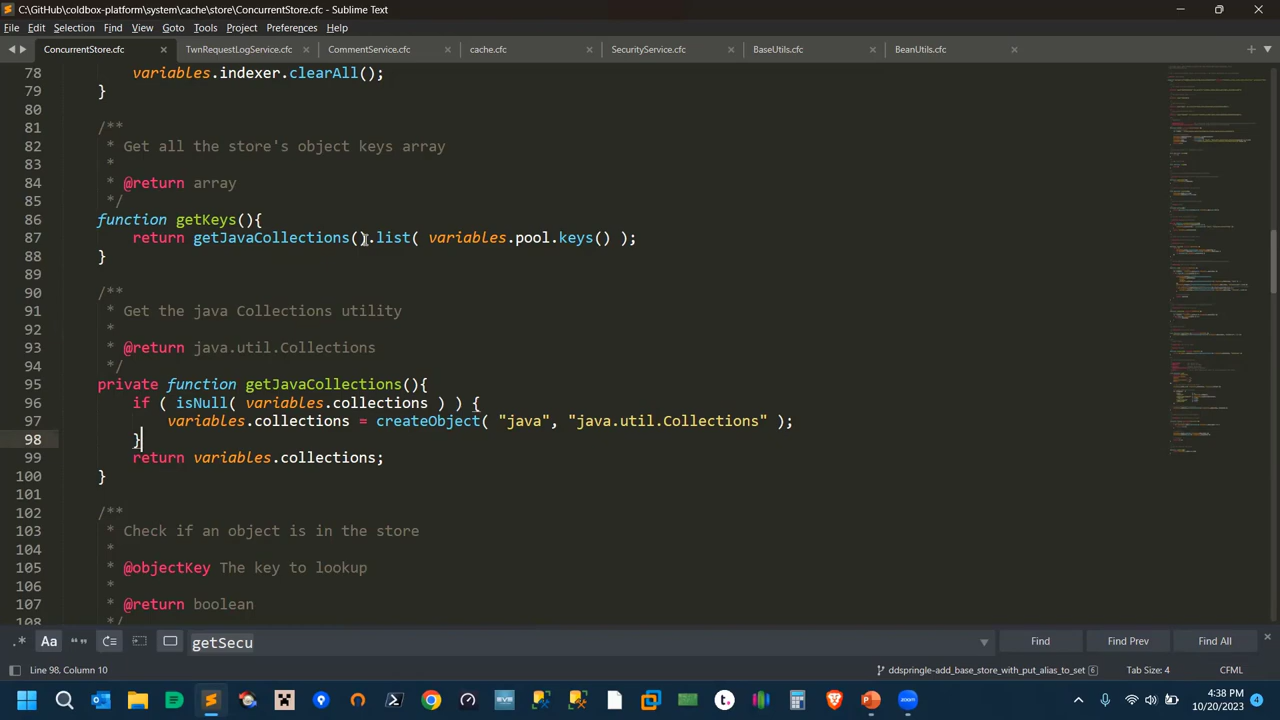 C:\GitHub\coldbox-platform\system\cache\store\ConcurrentStore.cfc - Sublime Text
File Edit Selection Find View Goto Tools Project Preferences Help
ConcurrentStore.cfc TwnRequestLogService.cfc CommentService.cfc cache.cfc SecurityService.cfc BaseUtils.cfc BeanUtils.cfc
78 variables.indexer.clearAll();
79 }
80
81 /**
82 * Get all the store's object keys array
83 *
84 * @return array
85 */
86 function getKeys(){
87 return getJavaCollections().list( variables.pool.keys() );
88 }
89
90 /**
91 * Get the java Collections utility
92 *
93 * @return java.util.Collections
94 */
95 private function getJavaCollections(){
96 if ( isNull( variables.collections ) ) {
97 variables.collections = createObject( "java", "java.util.Collections" );
98 }
99 return variables.collections;
100 }
101
102 /**
103 * Check if an object is in the store
104 *
105 * @objectKey The key to lookup
106 *
107 * @return boolean
108 */
.* Aa getSecu Find Find Prev Find All
Line 98, Column 10 ddspringle-add_base_store_with_put_alias_to_set 6 Tab Size: 4 CFML
4:38 PM
10/20/2023